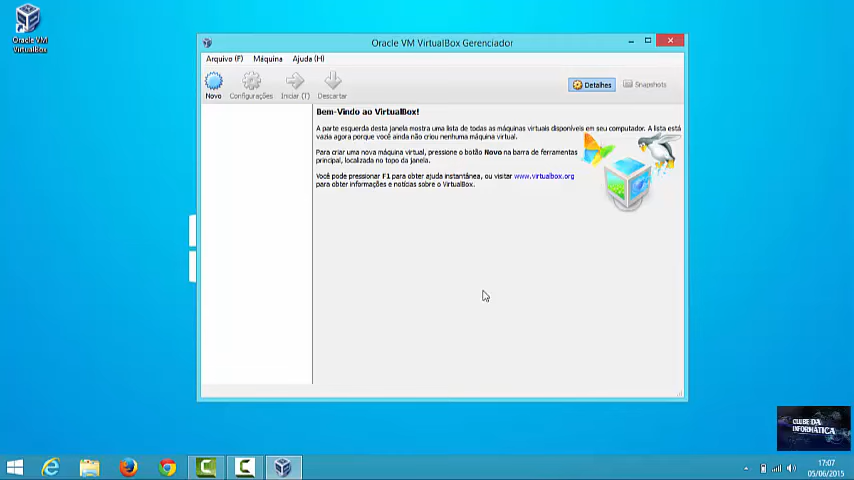 Oracle VM
VirtualBox
Oracle VM VirtualBox Gerenciador
Arquivo (F) Máquina Ajuda (H)
Novo Configurações Iniciar (T) Descartar
Detalhes Snapshots
Bem-Vindo ao VirtualBox!
A parte esquerda desta janela mostra uma lista de todas as máquinas virtuais disponíveis em seu computador. A lista está
vazia agora porque você ainda não criou nenhuma máquina virtual.
Para criar uma nova máquina virtual, pressione o botão Novo na barra de ferramentas
principal, localizada no topo da janela.
Você pode pressionar F1 para obter ajuda instantânea, ou visitar www.virtualbox.org
para obter informações e notícias sobre o VirtualBox.
CLUBE DA
INFORMÁTICA
17:07
05/06/2015